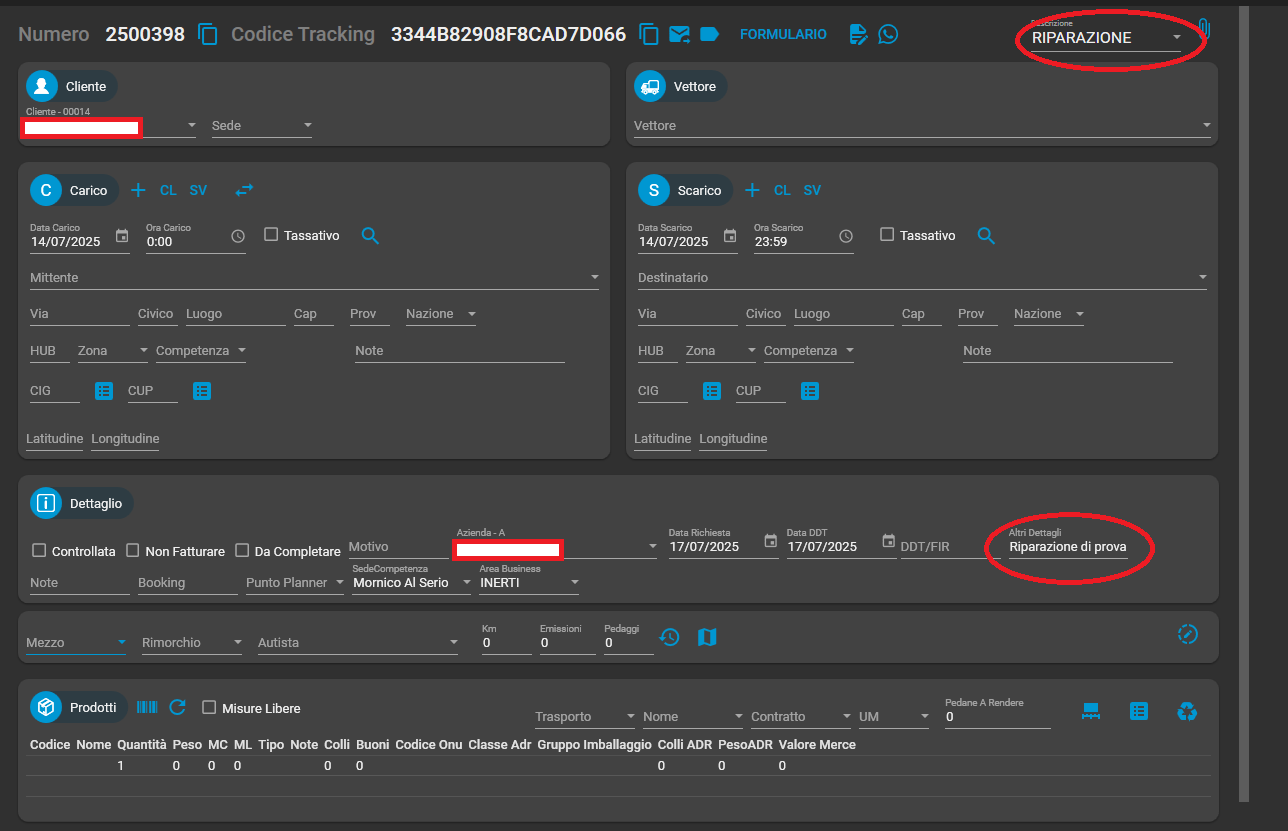 Numero 2500398 Codice Tracking 3344B82908F8CAD7D066 FORMULARIO
Descrizione
RIPARAZIONE
Cliente
Cliente - 00014
Sede
Vettore
Vettore
C Carico CL SV
Data Carico Ora Carico
14/07/2025 0:00 Tassativo
Mittente
Via Civico Luogo Cap Prov Nazione
HUB Zona Competenza Note
CIG CUP
Latitudine Longitudine
S Scarico CL SV
Data Scarico Ora Scarico
14/07/2025 23:59 Tassativo
Destinatario
Via Civico Luogo Cap Prov Nazione
HUB Zona Competenza Note
CIG CUP
Latitudine Longitudine
Dettaglio
Azienda - A Data Richiesta Data DDT Altri Dettagli
Controllata Non Fatturare Da Completare Motivo 17/07/2025 17/07/2025 DDT/FIR Riparazione di prova
SedeCompetenza Area Business
Note Booking Punto Planner Mornico Al Serio INERTI
Km Emissioni Pedaggi
Mezzo Rimorchio Autista 0 0 0
Prodotti Misure Libere
Pedane A Rendere
Trasporto Nome Contratto UM 0
Codice Nome Quantità Peso MC ML Tipo Note Colli Buoni Codice Onu Classe Adr Gruppo Imballaggio Colli ADR PesoADR Valore Merce
1 0 0 0 0 0 0 0 0